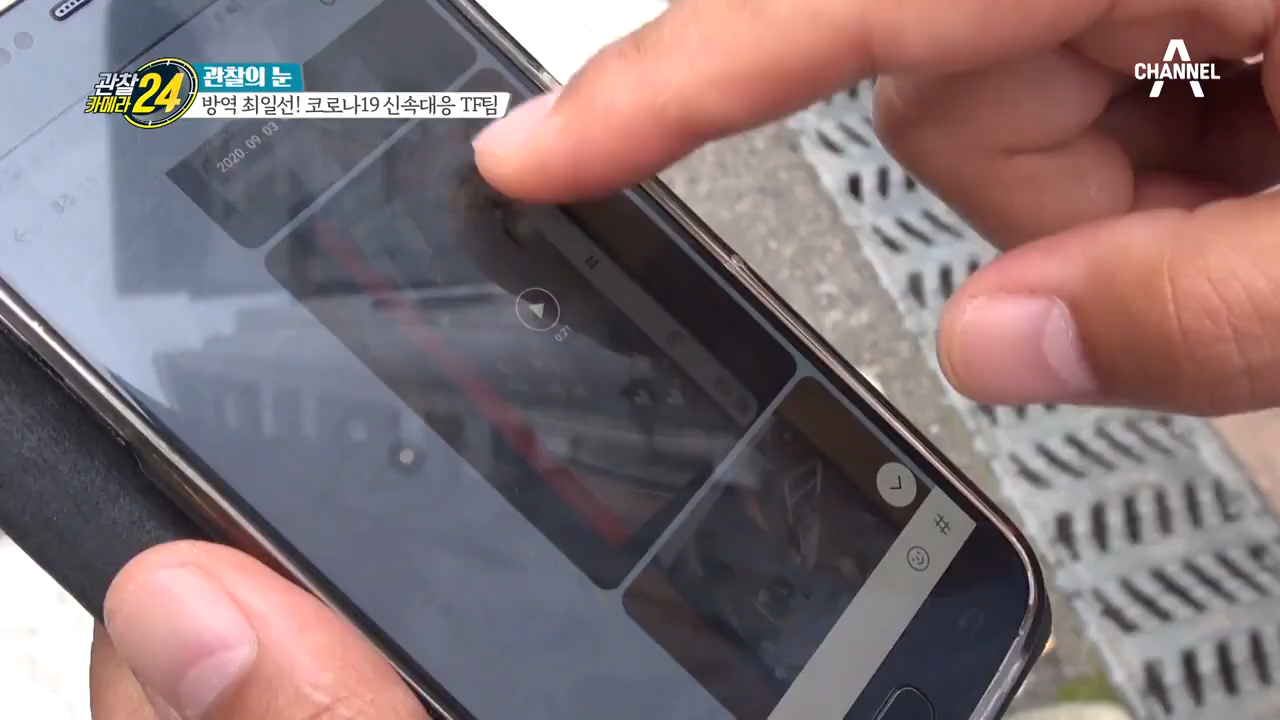 관찰
카메라
24
관찰의 눈
방역 최일선! 코로나19 신속대응 TF팀
CHANNEL A
2020. 09. 03.
0:21
#